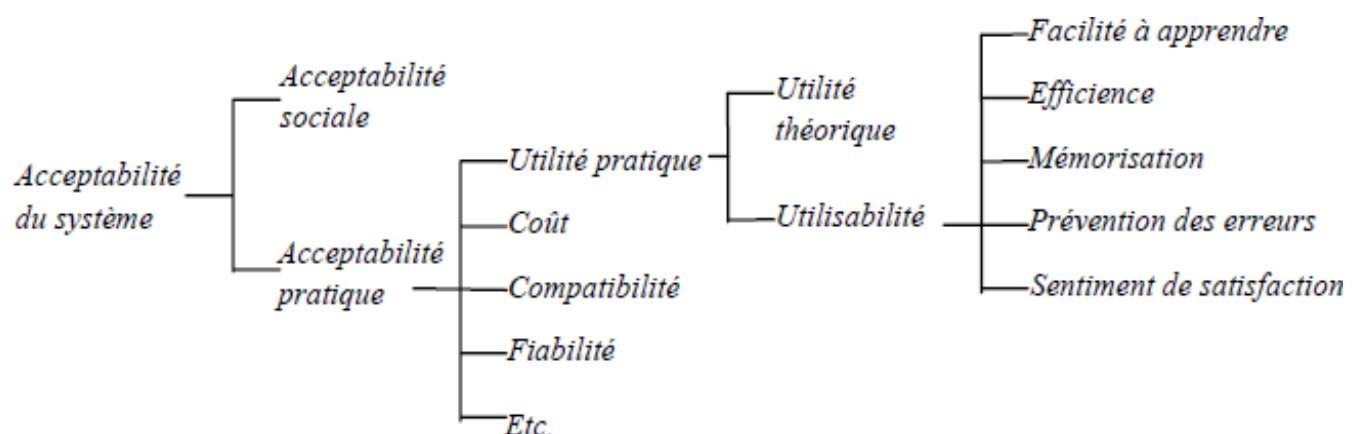 Acceptabilité
du système
Acceptabilité
sociale
Acceptabilité
pratique
Utilité pratique
Coût
Compatibilité
Fiabilité
Etc.
Utilité
théorique
Utilisabilité
Facilité à apprendre
Efficience
Mémorisation
Prévention des erreurs
Sentiment de satisfaction